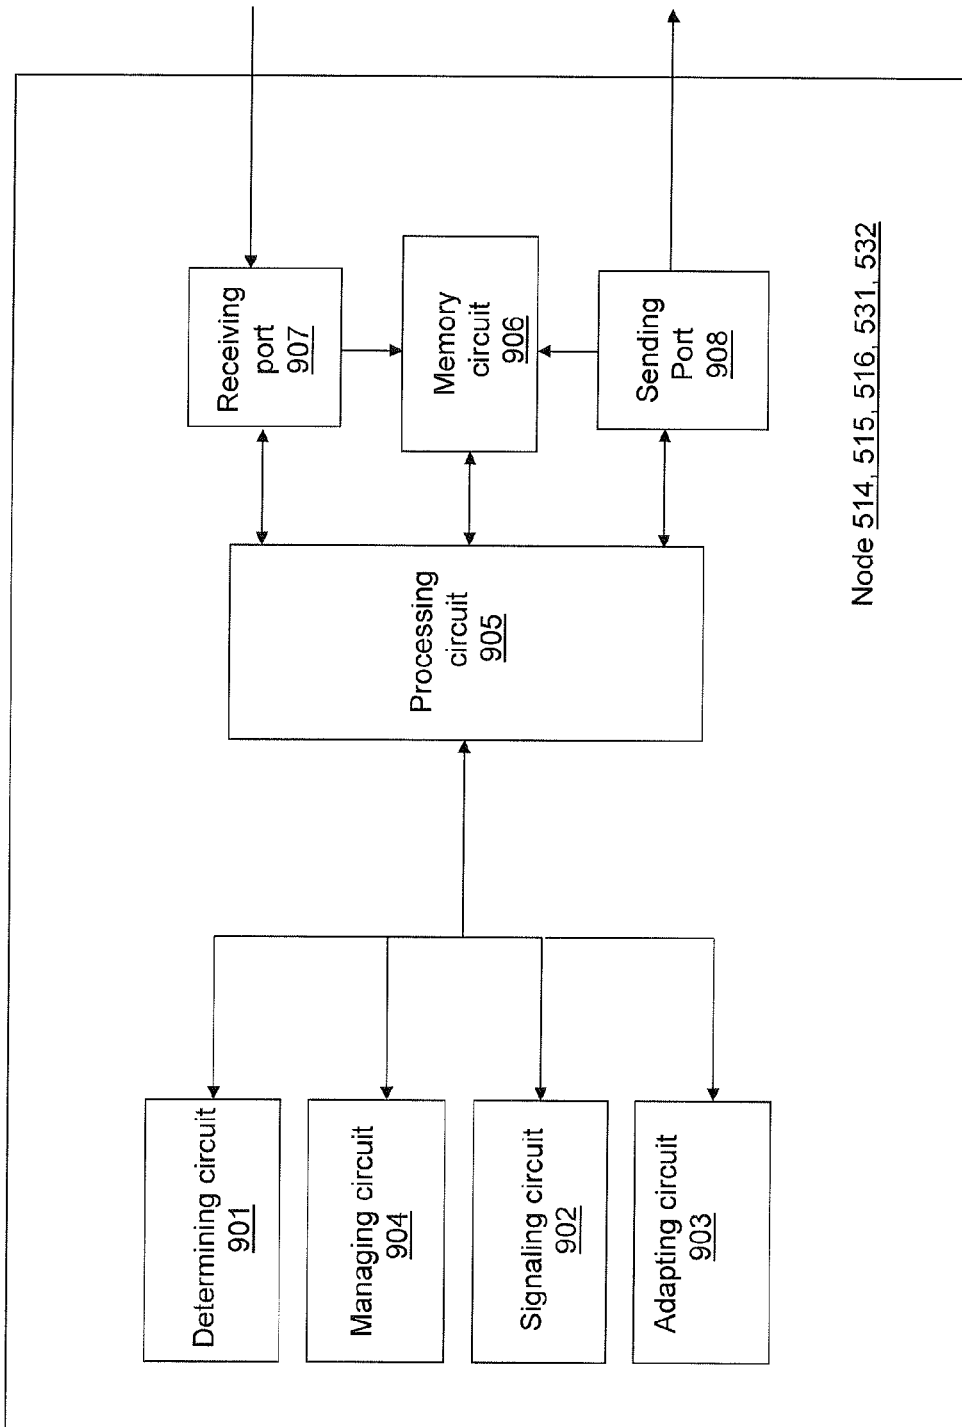 Determining circuit
901
Managing circuit
904
Signaling circuit
902
Adapting circuit
903
Processing
circuit
905
Receiving
port
907
Memory
circuit
906
Sending
Port
908
Node 514, 515, 516, 531, 532